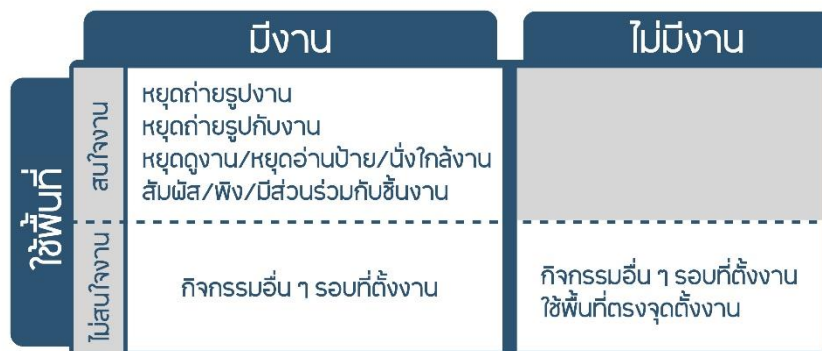 มีงาน
ไม่มีงาน
ใช้พื้นที่
สนใจงาน
หยุดถ่ายรูปงาน
หยุดถ่ายรูปกับงาน
หยุดดูงาน/หยุดอ่านป้าย/นั่งใกล้งาน
สัมผัส/พิง/มีส่วนร่วมกับชิ้นงาน
ไม่สนใจงาน
กิจกรรมอื่น ๆ รอบที่ตั้งงาน
กิจกรรมอื่น ๆ รอบที่ตั้งงาน
ใช้พื้นที่ตรงจุดตั้งงาน